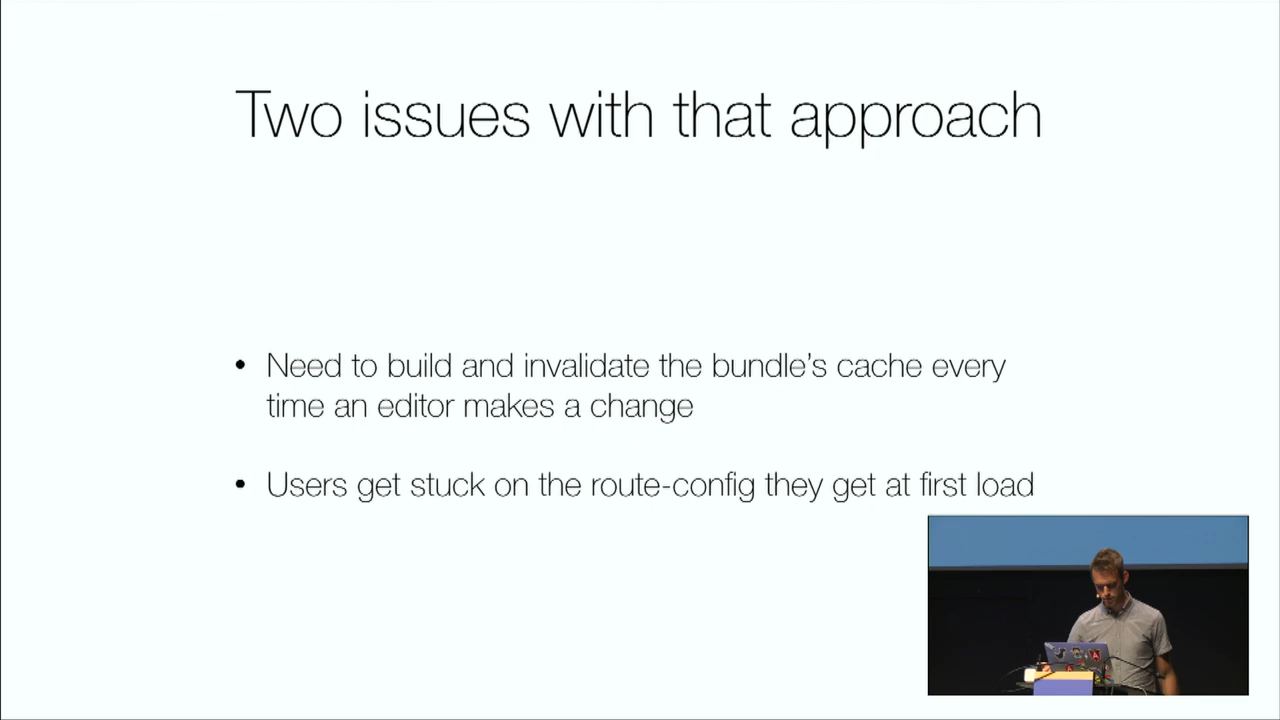 Two issues with that approach
• Need to build and invalidate the bundle’s cache every
time an editor makes a change
• Users get stuck on the route-config they get at first load